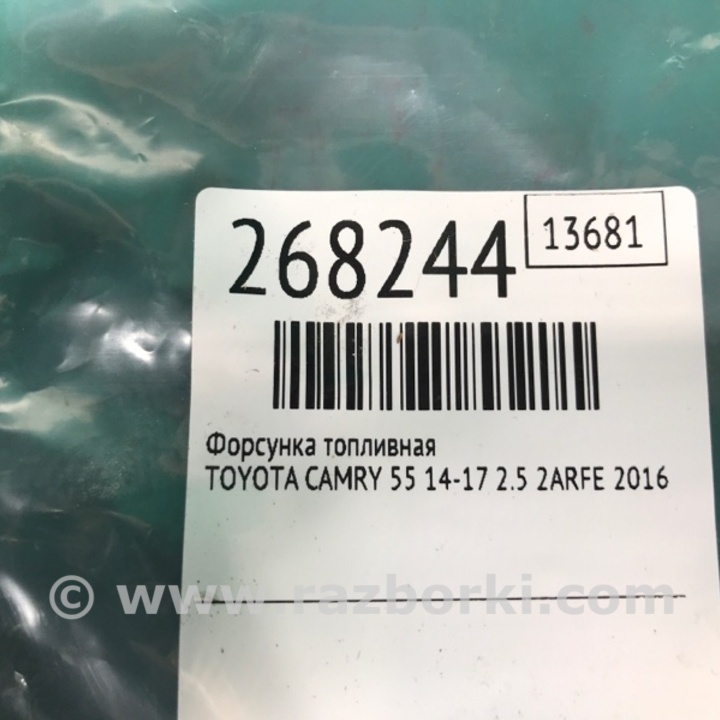 268244
13681
Форсунка топливная
TOYOTA CAMRY 55 14-17 2.5 2ARFE 2016
© www.razborki.com